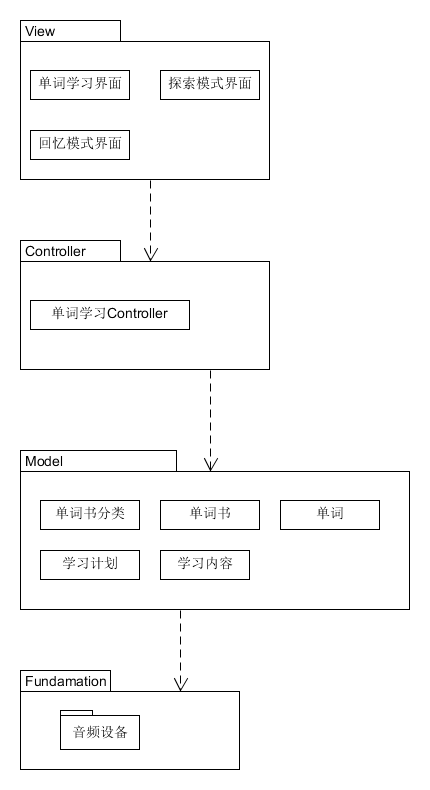 View
单词学习界面
探索模式界面
回忆模式界面
Controller
单词学习Controller
Model
单词书分类
单词书
单词
学习计划
学习内容
Fundamation
音频设备